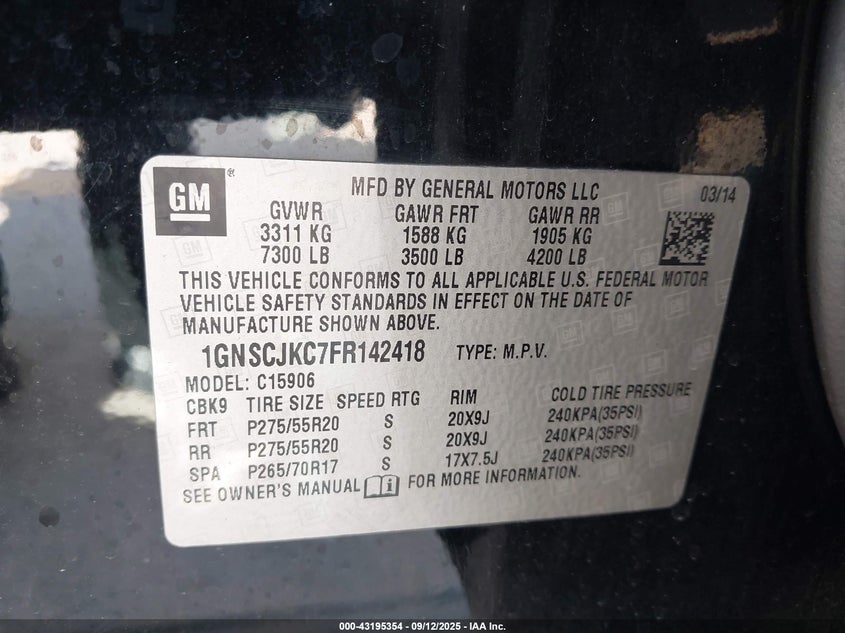 GM
MFD BY GENERAL MOTORS LLC 03/14
GVWR GAWR FRT GAWR RR
3311 KG 1588 KG 1905 KG
7300 LB 3500 LB 4200 LB
THIS VEHICLE CONFORMS TO ALL APPLICABLE U.S. FEDERAL MOTOR
VEHICLE SAFETY STANDARDS IN EFFECT ON THE DATE OF
MANUFACTURE SHOWN ABOVE.
1GNSCJKC7FR142418 TYPE: M.P.V.
MODEL: C15906
CBK9 TIRE SIZE SPEED RTG RIM COLD TIRE PRESSURE
FRT P275/55R20 S 20X9J 240KPA(35PSI)
RR P275/55R20 S 20X9J 240KPA(35PSI)
SPA P265/70R17 S 17X7.5J 240KPA(35PSI)
SEE OWNER'S MANUAL FOR MORE INFORMATION.
000-43195354 - 09/12/2025 - IAA Inc.